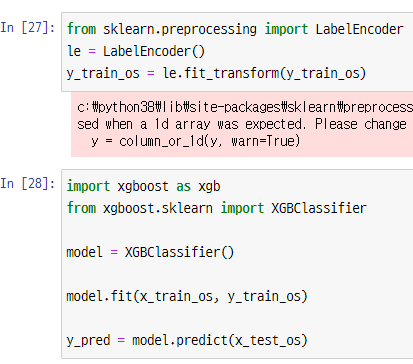 In [27]: from sklearn.preprocessing import LabelEncoder
le = LabelEncoder()
y_train_os = le.fit_transform(y_train_os)
c:₩python38₩lib₩site-packages₩sklearn₩preprocess
sed when a 1d array was expected. Please change
y = column_or_1d(y, warn=True)
In [28]: import xgboost as xgb
from xgboost.sklearn import XGBClassifier
model = XGBClassifier()
model.fit(x_train_os, y_train_os)
y_pred = model.predict(x_test_os)